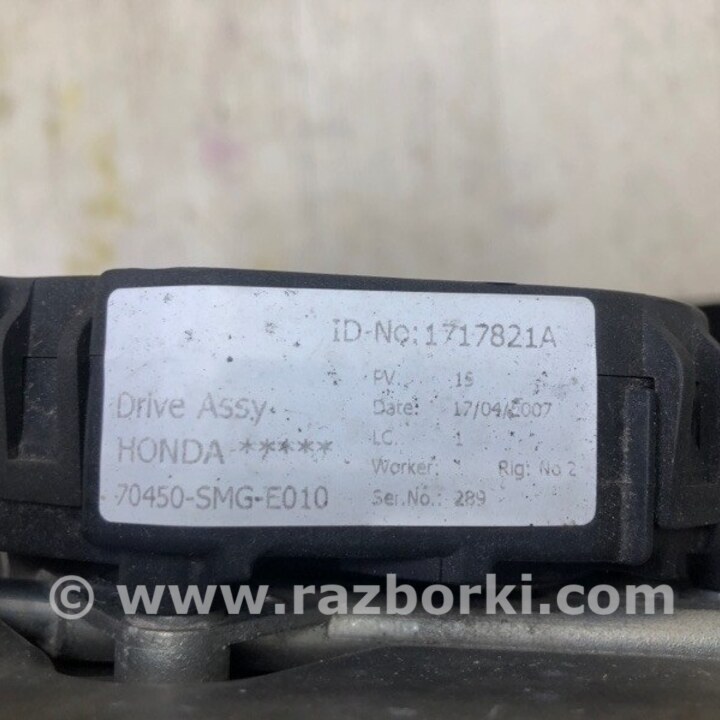 ID-No: 1717821A
Drive Assy.
HONDA *****
70450-SMG-E010
PV. 15
Date: 17/04/2007
LC. 1
Worker: 1 Rig: No 2
Ser.No.: 289
© www.razborki.com